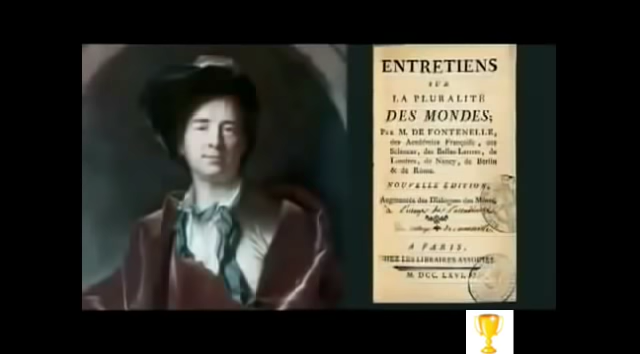 ENTRETIENS
SUR
LA PLURALITÉ
DES MONDES;
PAR M. DE FONTENELLE,
des Académies Françoise, des
Sciences, des Belles-Lettres, de
Londres, de Nancy, de Berlin
& de Rome.
NOUVELLE ÉDITION,
Augmentée des Dialogues des Morts,
A PARIS,
CHEZ LES LIBRAIRES ASSOCIÉS.
M. DCC. LXVI